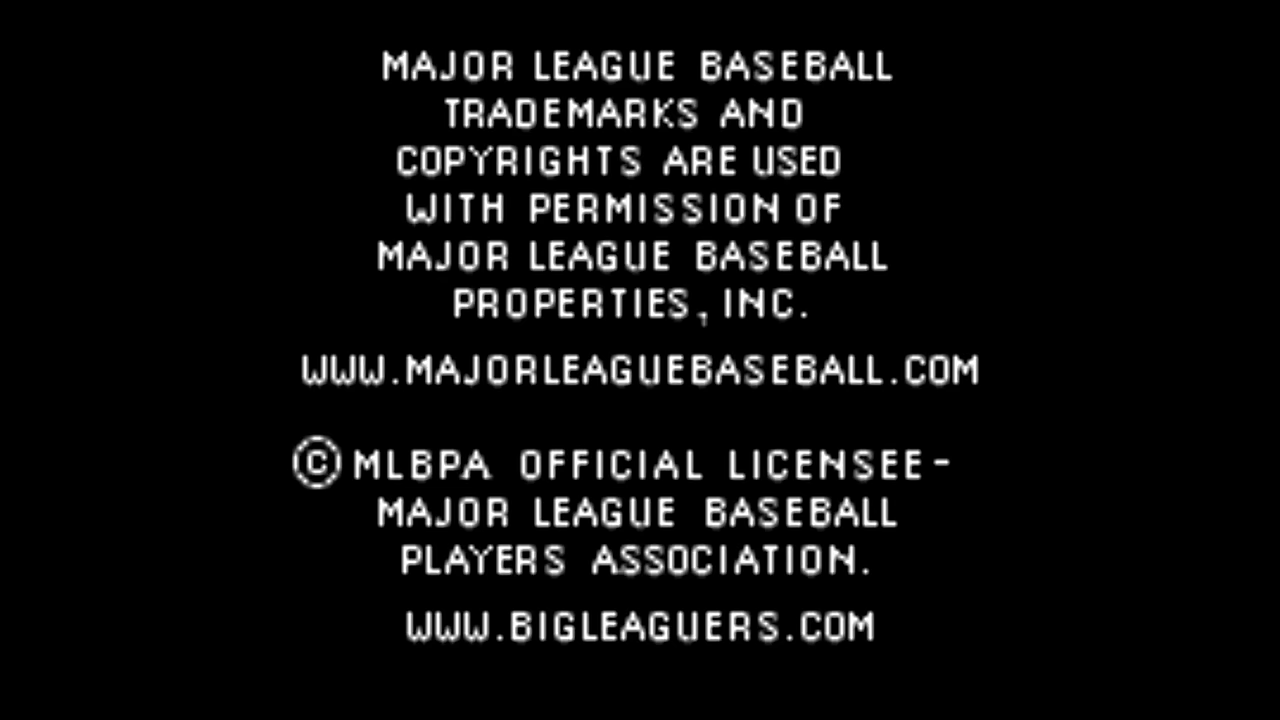 MAJOR LEAGUE BASEBALL
TRADEMARKS AND
COPYRIGHTS ARE USED
WITH PERMISSION OF
MAJOR LEAGUE BASEBALL
PROPERTIES, INC.
WWW.MAJORLEAGUEBASEBALL.COM
© MLBPA OFFICIAL LICENSEE-
MAJOR LEAGUE BASEBALL
PLAYERS ASSOCIATION.
WWW.BIGLEAGUERS.COM